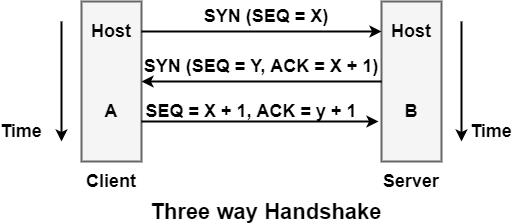 SYN (SEQ = X)
Host
Host
SYN (SEQ = Y, ACK = X + 1)
A
SEQ = X + 1, ACK = y + 1
B
Time
Time
Client
Server
Three way Handshake